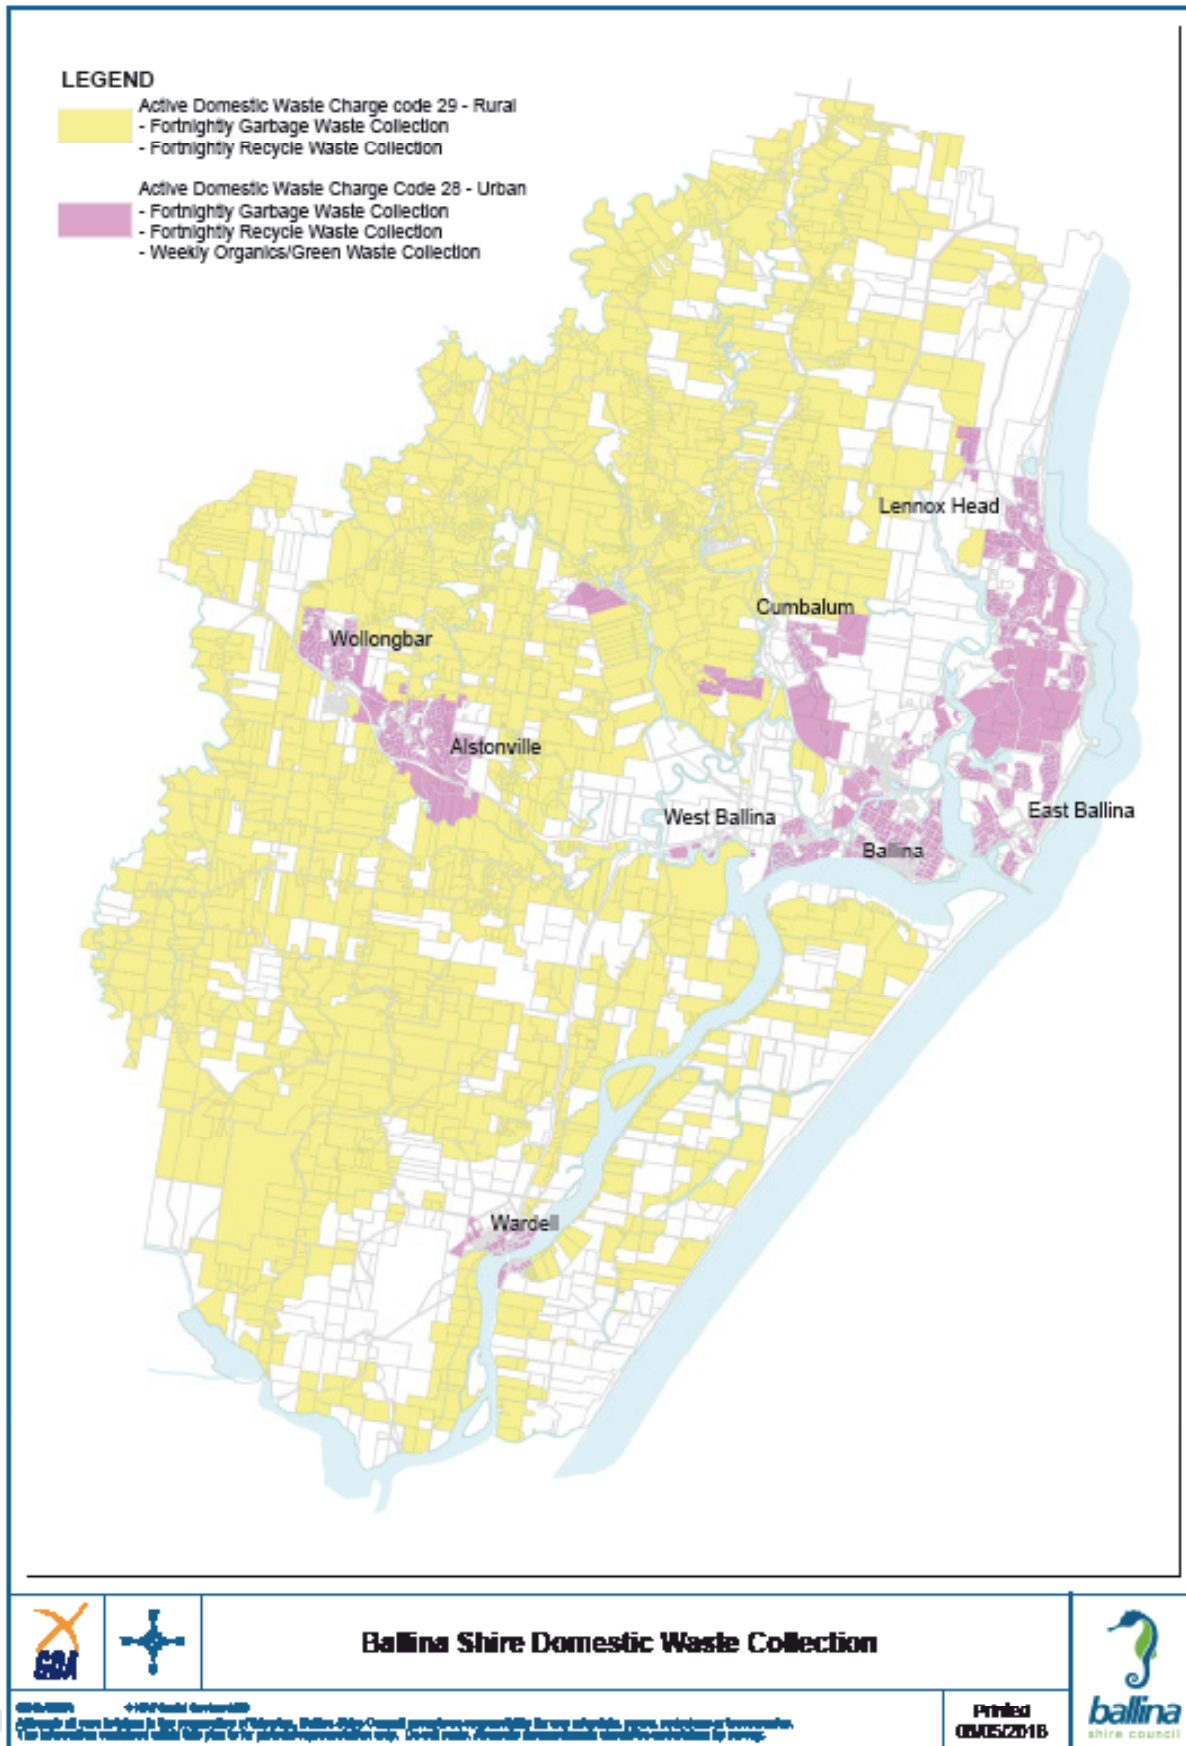 LEGEND
Active Domestic Waste Charge code 29 - Rural
- Fortnightly Garbage Waste Collection
- Fortnightly Recycle Waste Collection
Active Domestic Waste Charge Code 28 - Urban
- Fortnightly Garbage Waste Collection
- Fortnightly Recycle Waste Collection
- Weekly Organics/Green Waste Collection
Lennox Head
Cumbalum
Wollongbar
Alstonville
West Ballina
East Ballina
Ballina
Wardell
Ballina Shire Domestic Waste Collection
Printed
ballina
shire council